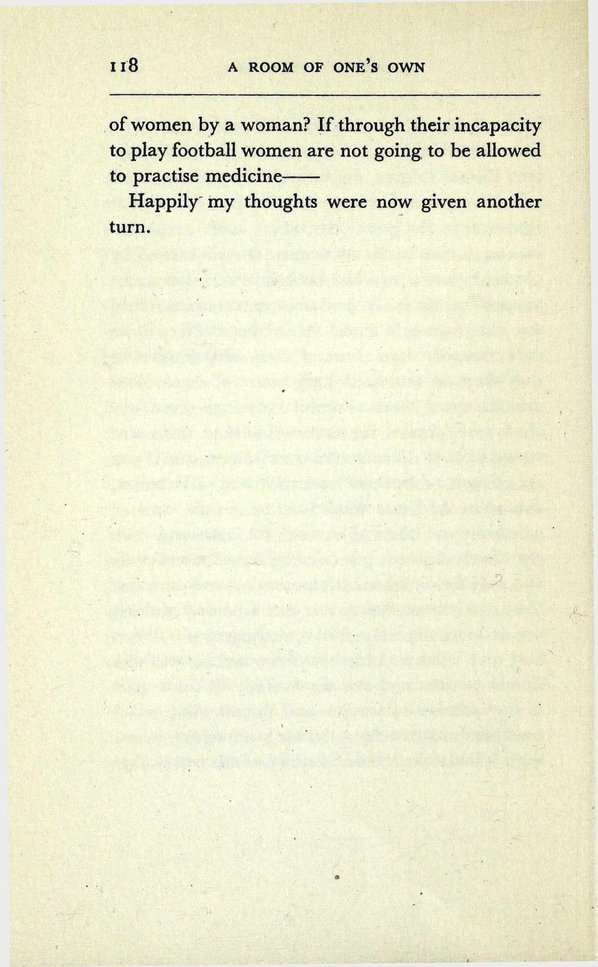 118 A ROOM OF ONE'S OWN
of women by a woman? If through their incapacity
to play football women are not going to be allowed
to practise medicine——
Happily my thoughts were now given another
turn.